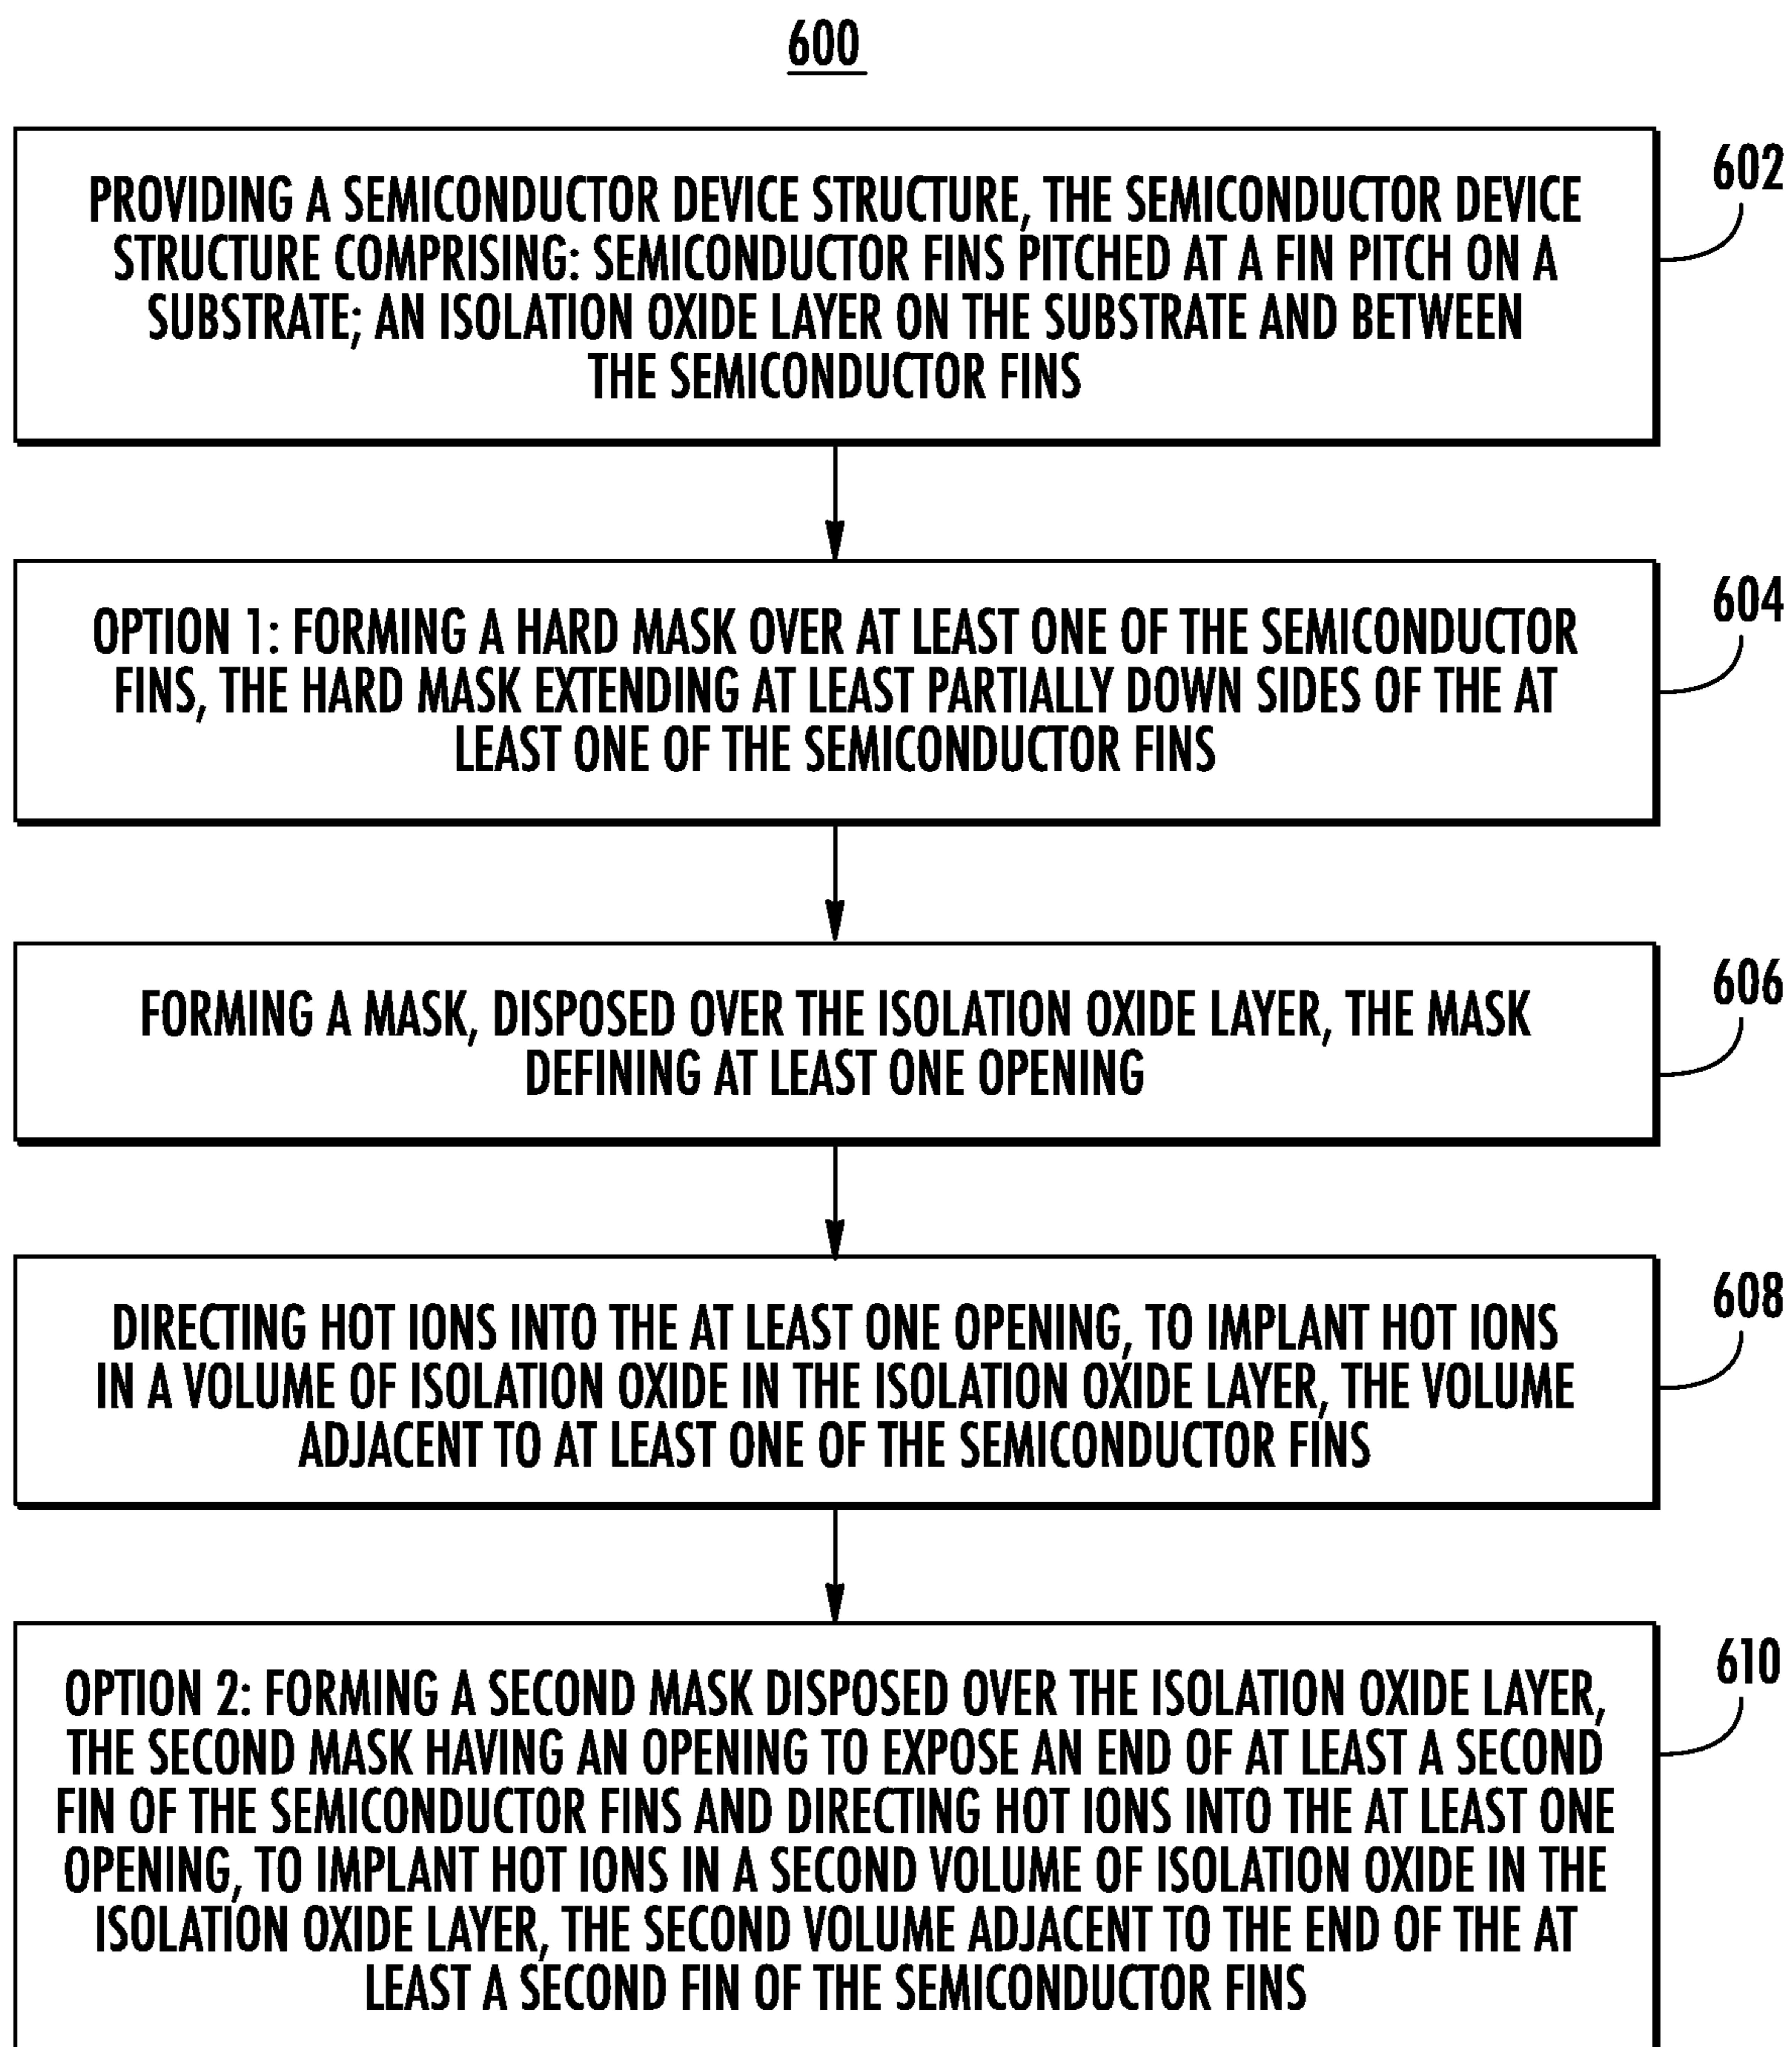 600
PROVIDING A SEMICONDUCTOR DEVICE STRUCTURE, THE SEMICONDUCTOR DEVICE
STRUCTURE COMPRISING: SEMICONDUCTOR FINS PITCHED AT A FIN PITCH ON A
SUBSTRATE; AN ISOLATION OXIDE LAYER ON THE SUBSTRATE AND BETWEEN
THE SEMICONDUCTOR FINS
602
OPTION 1: FORMING A HARD MASK OVER AT LEAST ONE OF THE SEMICONDUCTOR
FINS, THE HARD MASK EXTENDING AT LEAST PARTIALLY DOWN SIDES OF THE AT
LEAST ONE OF THE SEMICONDUCTOR FINS
604
FORMING A MASK, DISPOSED OVER THE ISOLATION OXIDE LAYER, THE MASK
DEFINING AT LEAST ONE OPENING
606
DIRECTING HOT IONS INTO THE AT LEAST ONE OPENING, TO IMPLANT HOT IONS
IN A VOLUME OF ISOLATION OXIDE IN THE ISOLATION OXIDE LAYER, THE VOLUME
ADJACENT TO AT LEAST ONE OF THE SEMICONDUCTOR FINS
608
OPTION 2: FORMING A SECOND MASK DISPOSED OVER THE ISOLATION OXIDE LAYER,
THE SECOND MASK HAVING AN OPENING TO EXPOSE AN END OF AT LEAST A SECOND
FIN OF THE SEMICONDUCTOR FINS AND DIRECTING HOT IONS INTO THE AT LEAST ONE
OPENING, TO IMPLANT HOT IONS IN A SECOND VOLUME OF ISOLATION OXIDE IN THE
ISOLATION OXIDE LAYER, THE SECOND VOLUME ADJACENT TO THE END OF THE AT
LEAST A SECOND FIN OF THE SEMICONDUCTOR FINS
610